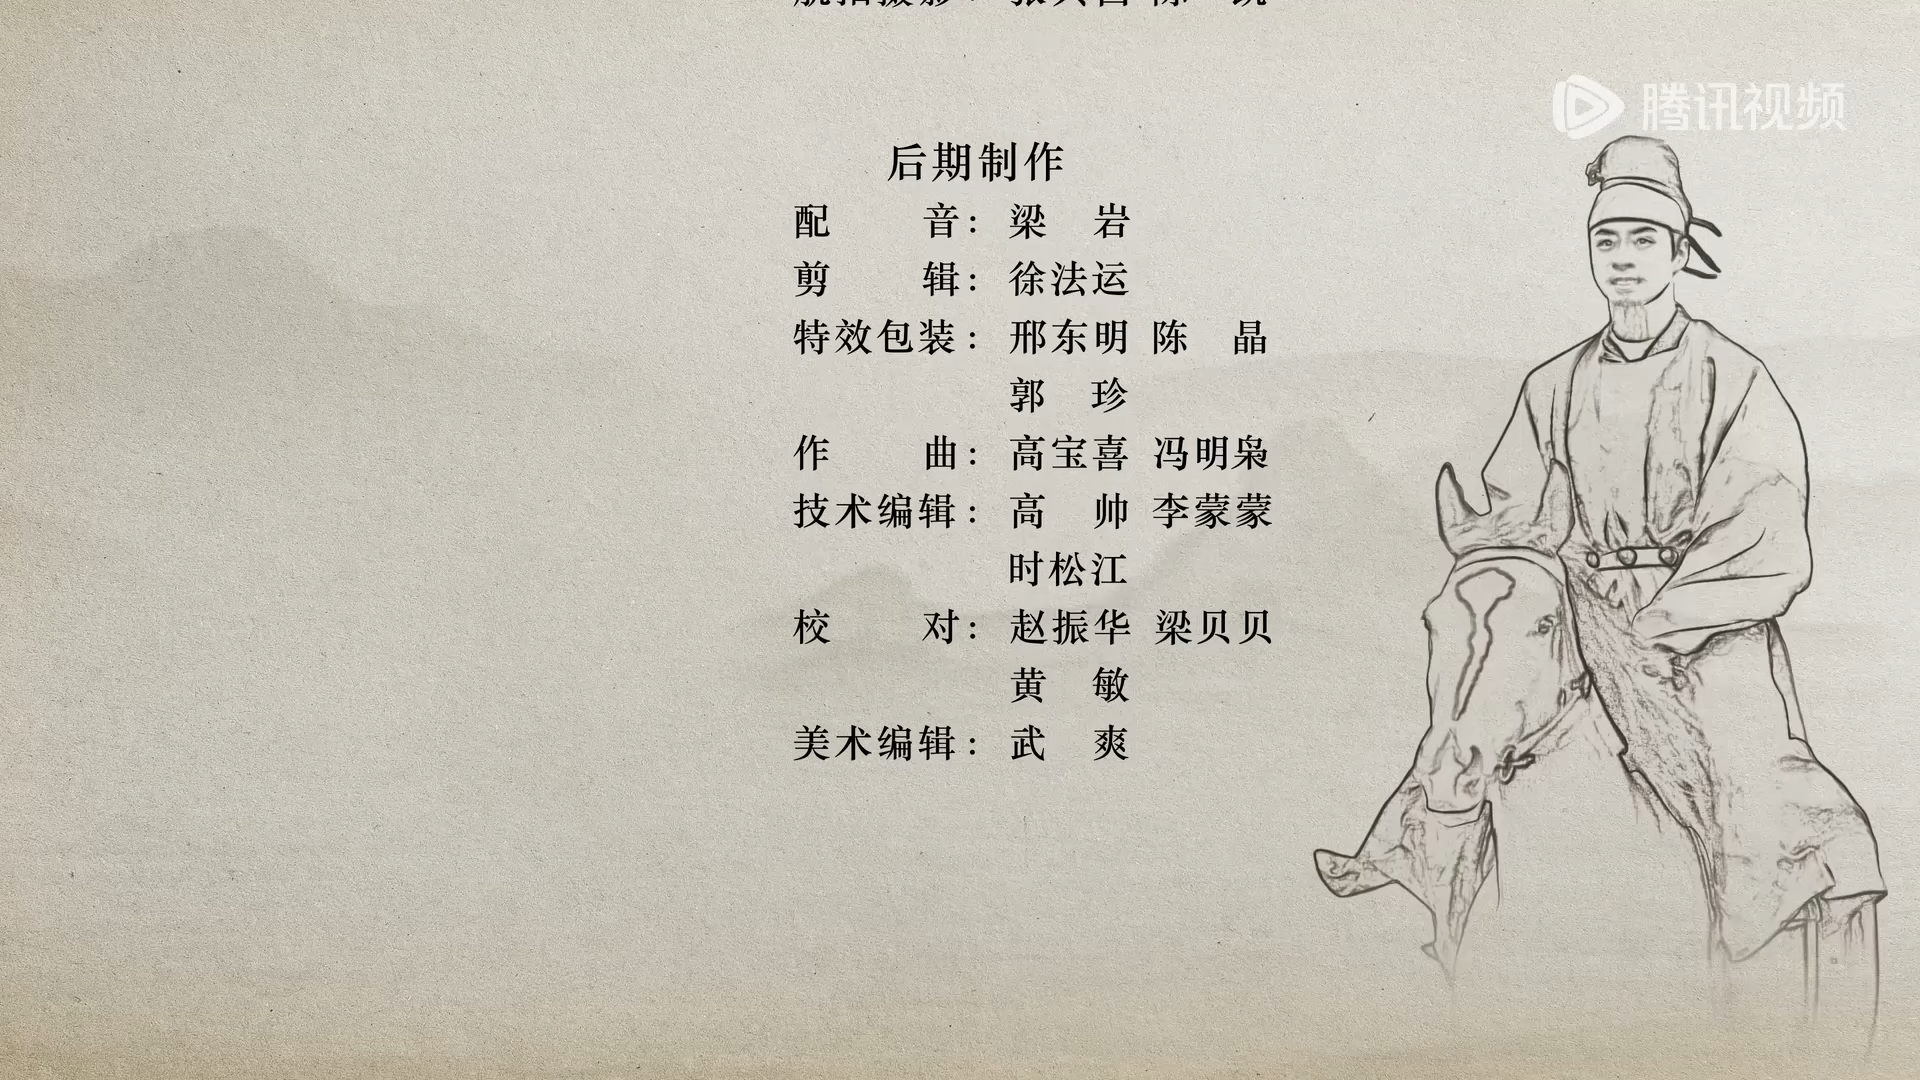 腾讯视频
后期制作
配 音：梁 岩
剪 辑：徐法运
特效包装：邢东明 陈 晶
郭 珍
作 曲：高宝喜 冯明枭
技术编辑：高 帅 李蒙蒙
时松江
校 对：赵振华 梁贝贝
黄 敏
美术编辑：武 爽